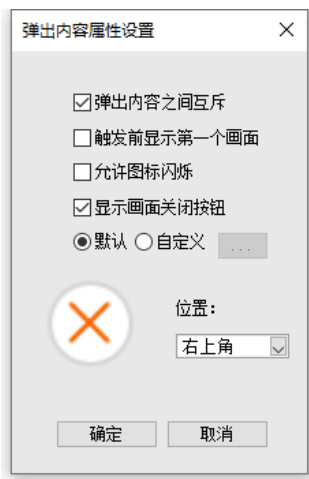 弹出内容属性设置
弹出内容之间互斥
触发前显示第一个画面
允许图标闪烁
显示画面关闭按钮
默认 自定义 ...
位置：
右上角
确定 取消